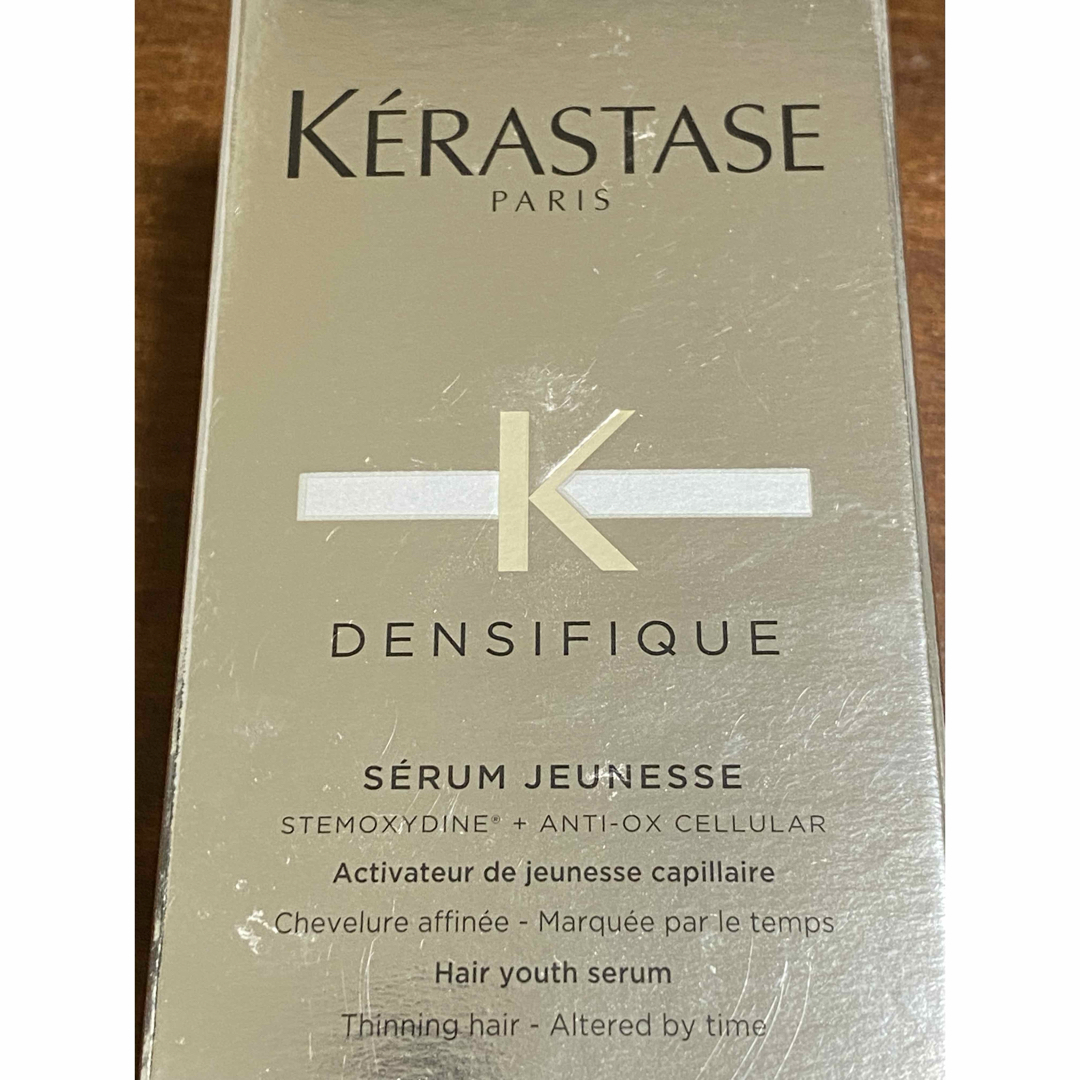 KÉRASTASE
PARIS
K
DENSIFIQUE
SÉRUM JEUNESSE
STEMOXYDINE® + ANTI-OX CELLULAR
Activateur de jeunesse capillaire
Chevelure affinée - Marquée par le temps
Hair youth serum
Thinning hair - Altered by time